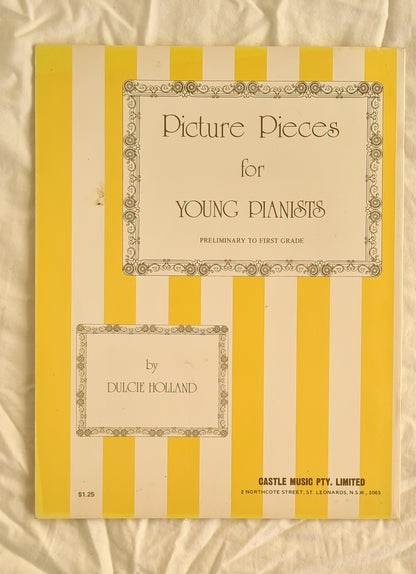 Picture Pieces
for
YOUNG PIANISTS
PRELIMINARY TO FIRST GRADE
by
DULCIE HOLLAND
CASTLE MUSIC PTY. LIMITED
$1.25
2 NORTHCOTE STREET, ST. LEONARDS, N.S.W., 2065